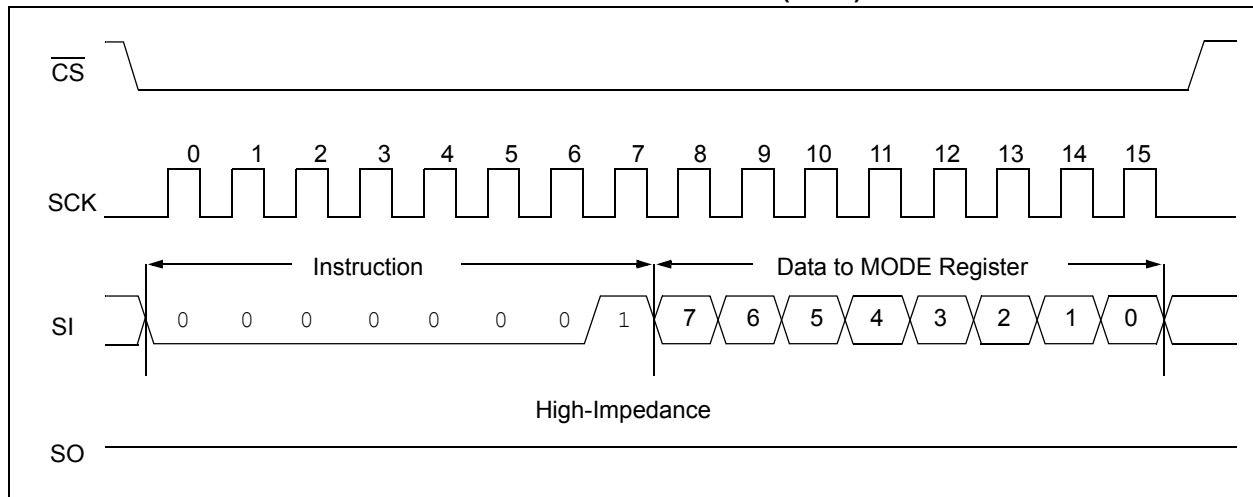 CS
0 1 2 3 4 5 6 7 8 9 10 11 12 13 14 15
SCK
Instruction Data to MODE Register
SI 0 0 0 0 0 0 0 1 7 6 5 4 3 2 1 0
High-Impedance
SO